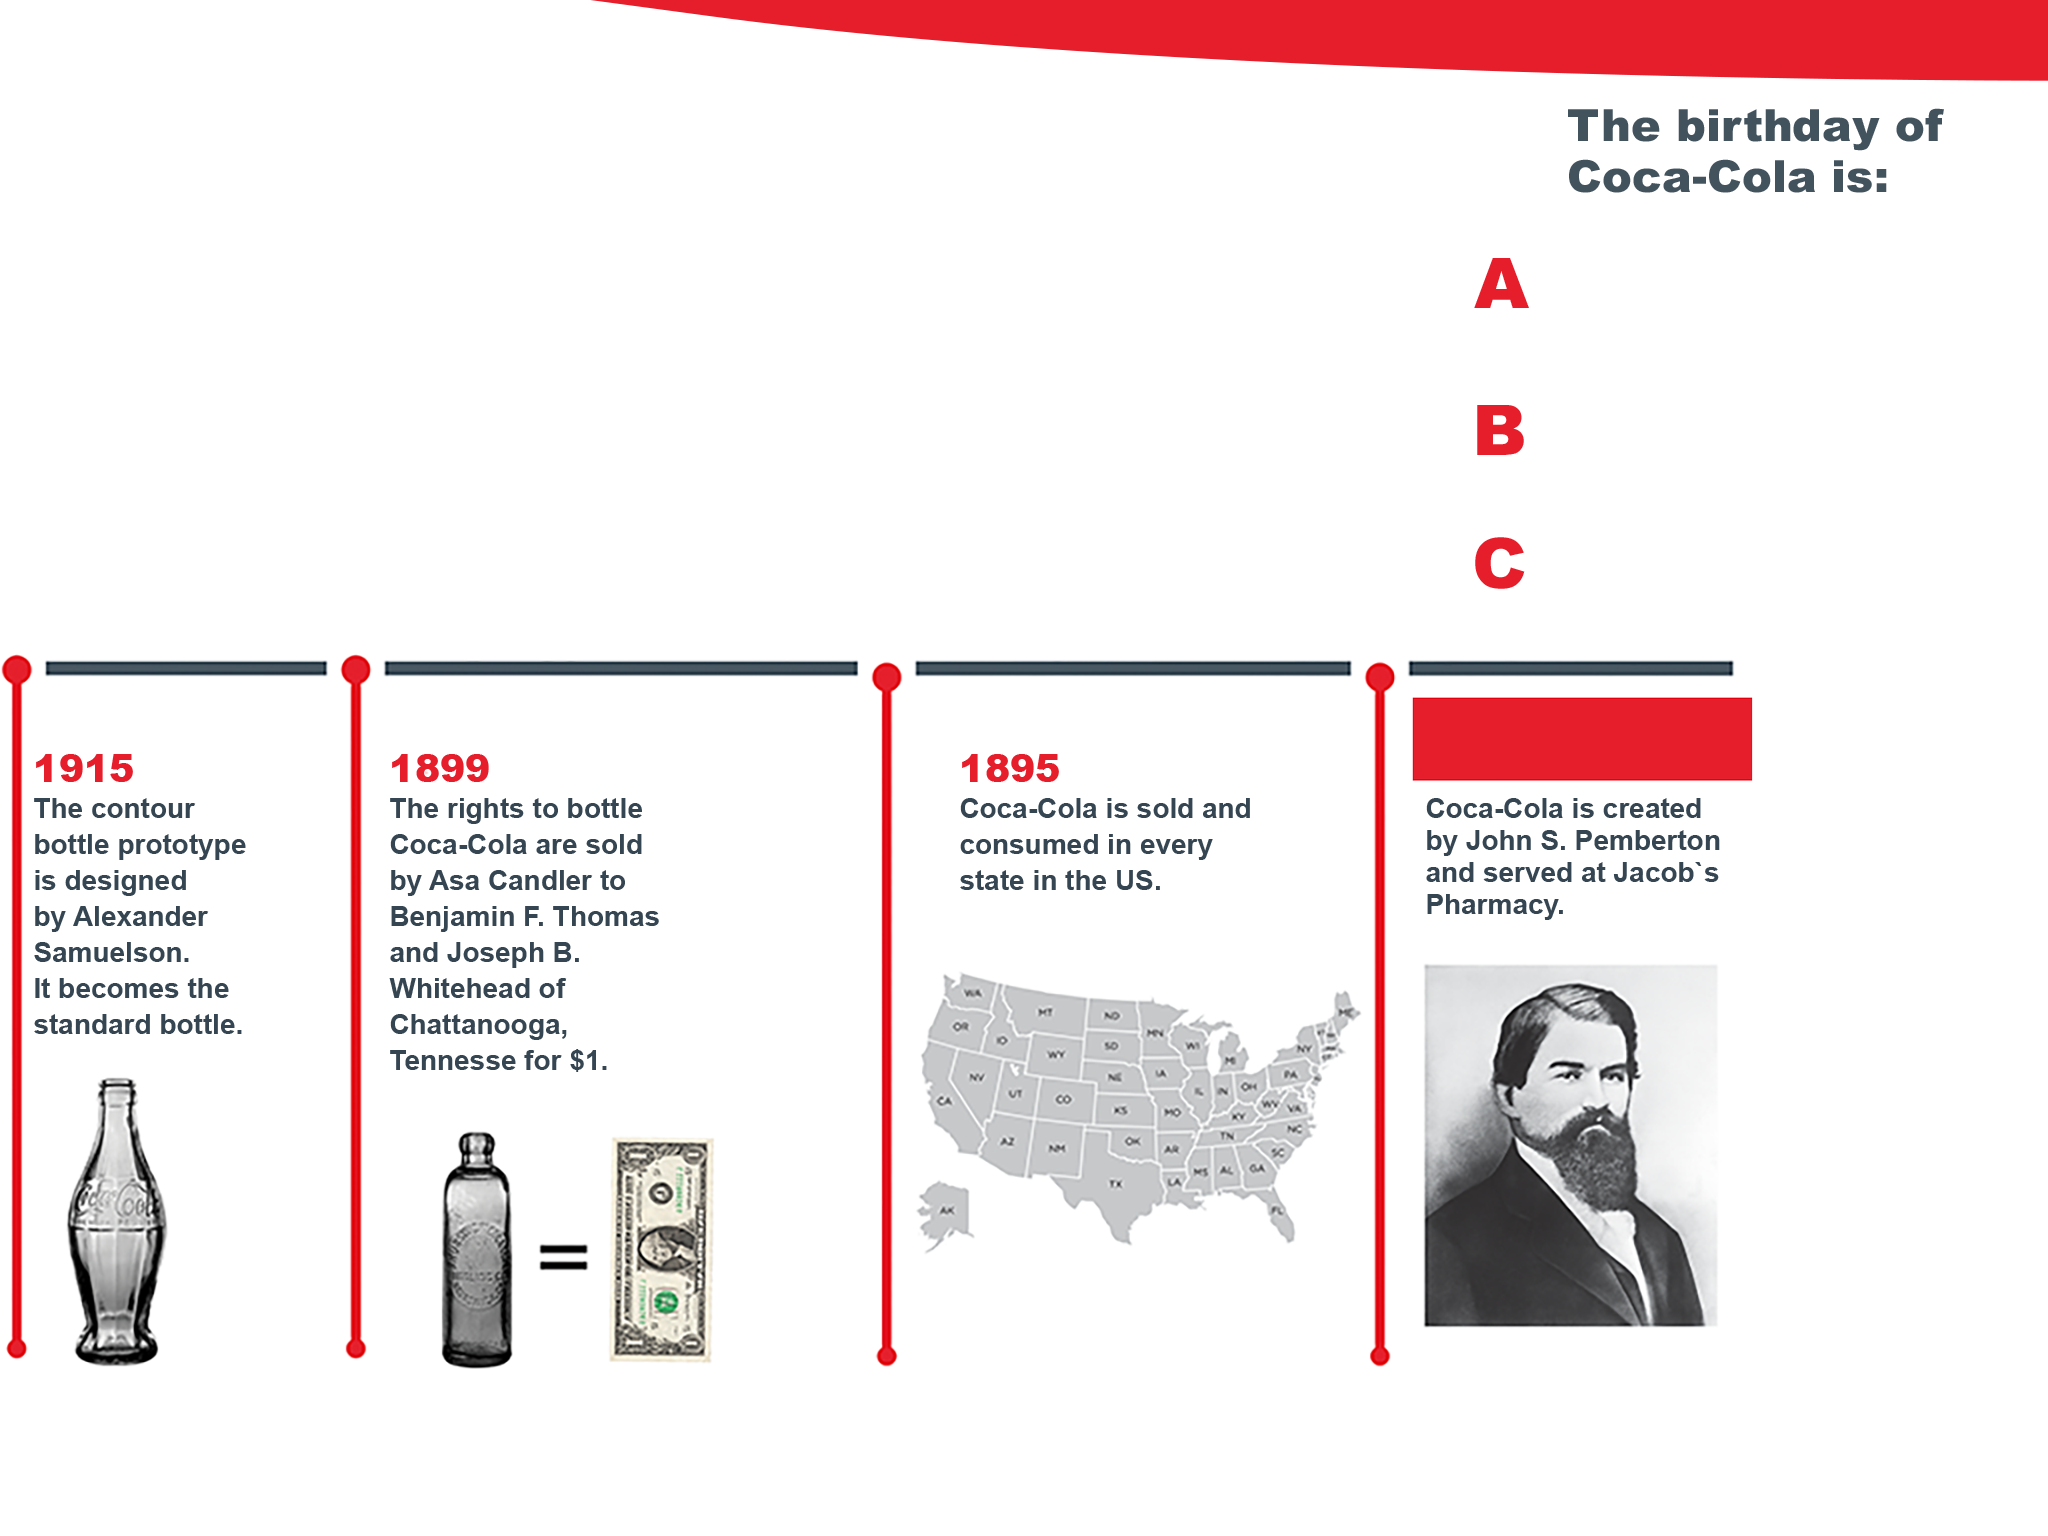 The birthday of
Coca-Cola is:
A
B
C
1915
The contour
bottle prototype
is designed
by Alexander
Samuelson.
It becomes the
standard bottle.
1899
The rights to bottle
Coca-Cola are sold
by Asa Candler to
Benjamin F. Thomas
and Joseph B.
Whitehead of
Chattanooga,
Tennesse for $1.
=
1895
Coca-Cola is sold and
consumed in every
state in the US.
WA
MT
ND
MN
ME
OR
ID
SD
WI
MI
NY
WY
NE
IA
PA
NV
UT
CO
IL
IN
OH
CA
KS
MO
WV
VA
KY
AZ
NM
OK
AR
TN
NC
SC
MS
AL
GA
TX
LA
FL
AK
Coca-Cola is created
by John S. Pemberton
and served at Jacob`s
Pharmacy.
Coca-Cola